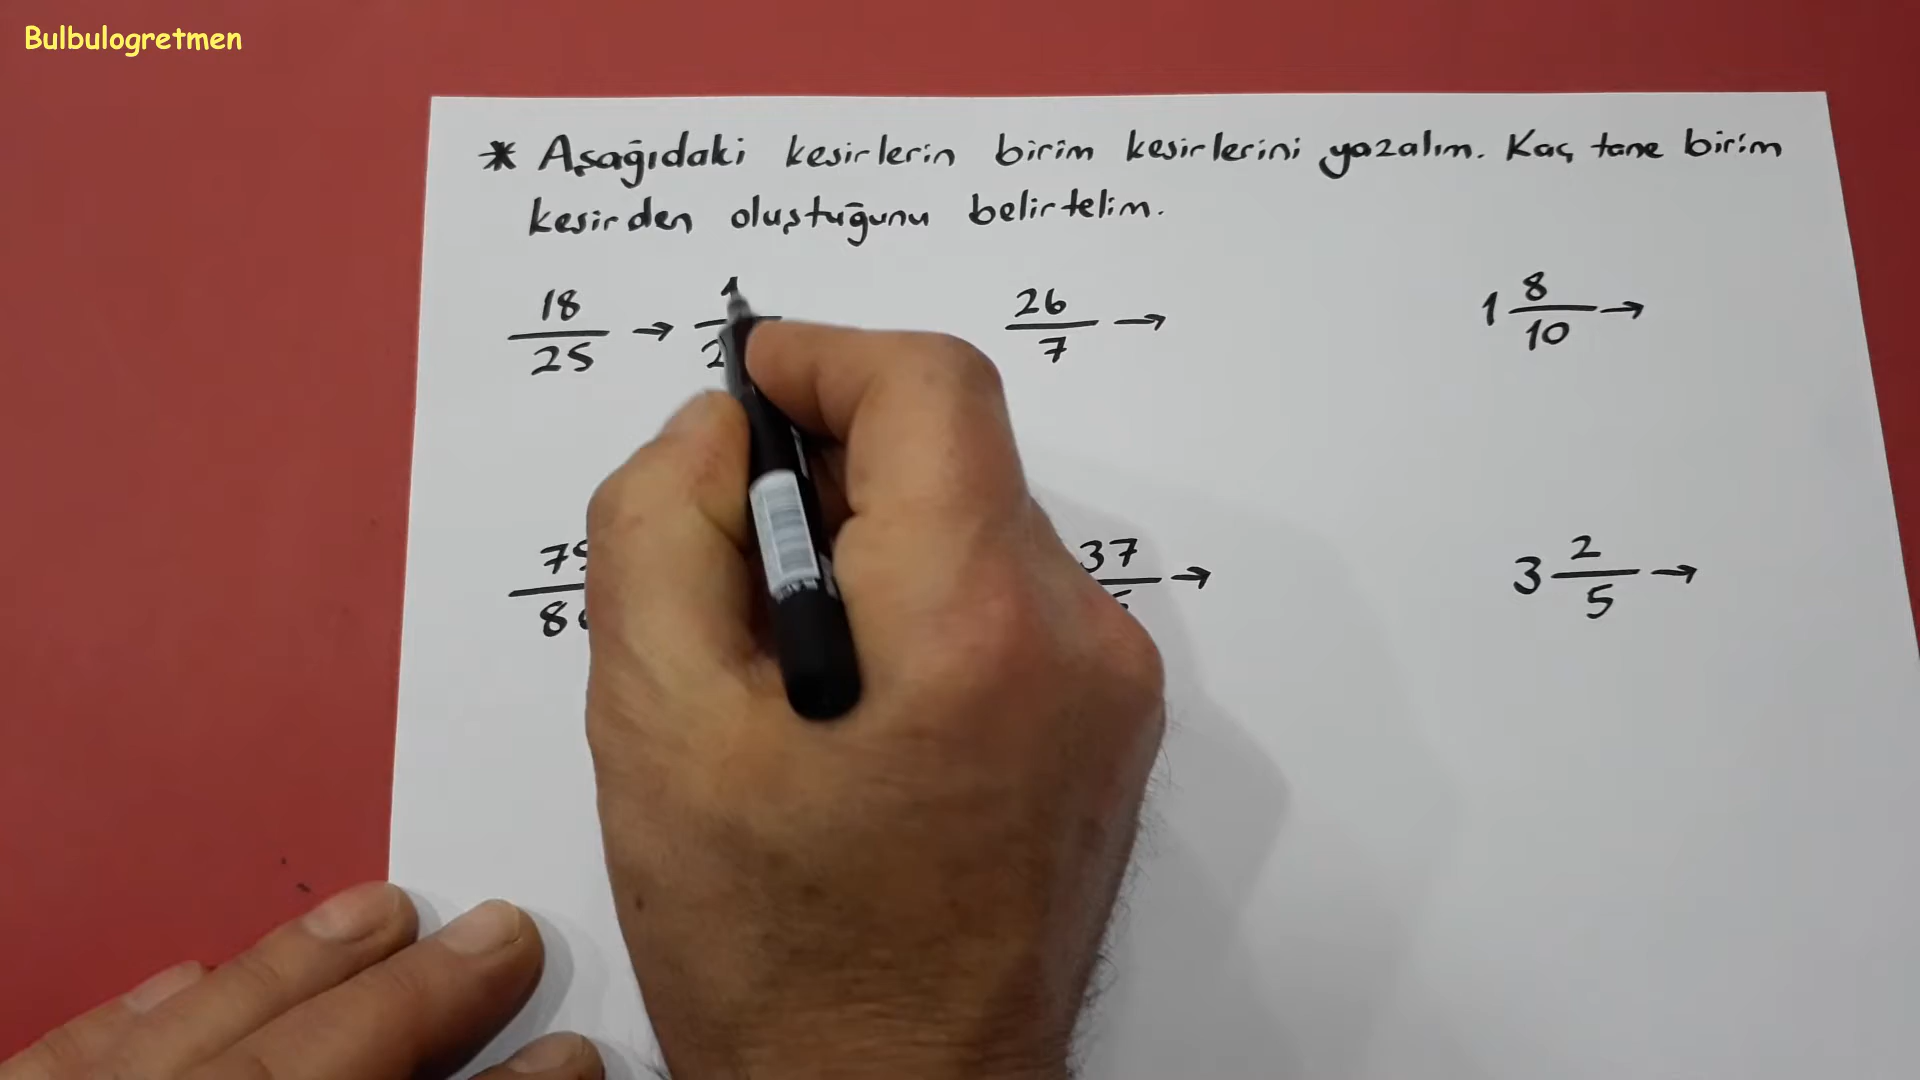 Bulbulogretmen
* Aşağıdaki kesirlerin birim kesirlerini yazalım. Kaç tane birim
kesirden oluştuğunu belirtelim.
18/25 →
26/7 →
1 8/10 →
37 →
3 2/5 →